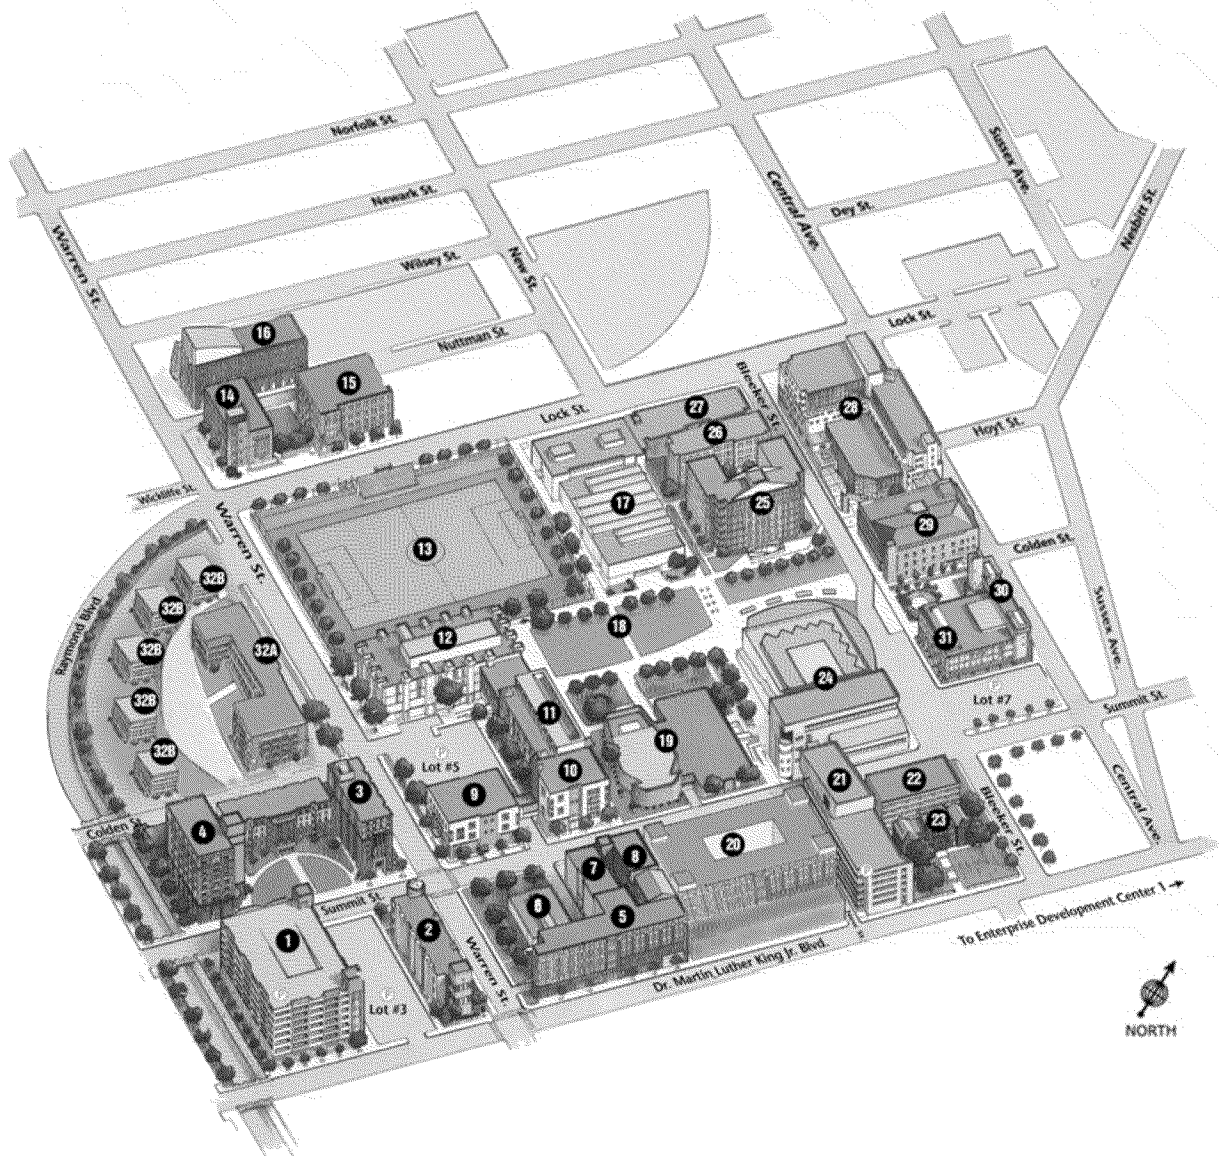 Norfolk St.
Newark St.
Sussex Ave.
Central Ave.
Dey St.
Nesbitt St.
Warren St.
Wilsey St.
New St.
Lock St.
Nuttman St.
16
15
14
Bleeker St.
Lock St.
27
28
26
Hoyt St.
Wickliffe St.
Warren St.
17
25
29
13
Colden St.
32B
32B
32B
32B
32B
32A
Raymond Blvd
12
18
30
31
Sussex Ave.
24
Lot #7
Summit St.
11
19
Lot #5
10
9
21
22
23
Bleeker St.
Central Ave.
3
4
Colden St.
20
8
7
6
5
Summit St.
1
2
Warren St.
Lot #3
Dr. Martin Luther King Jr. Blvd.
To Enterprise Development Center 1
NORTH